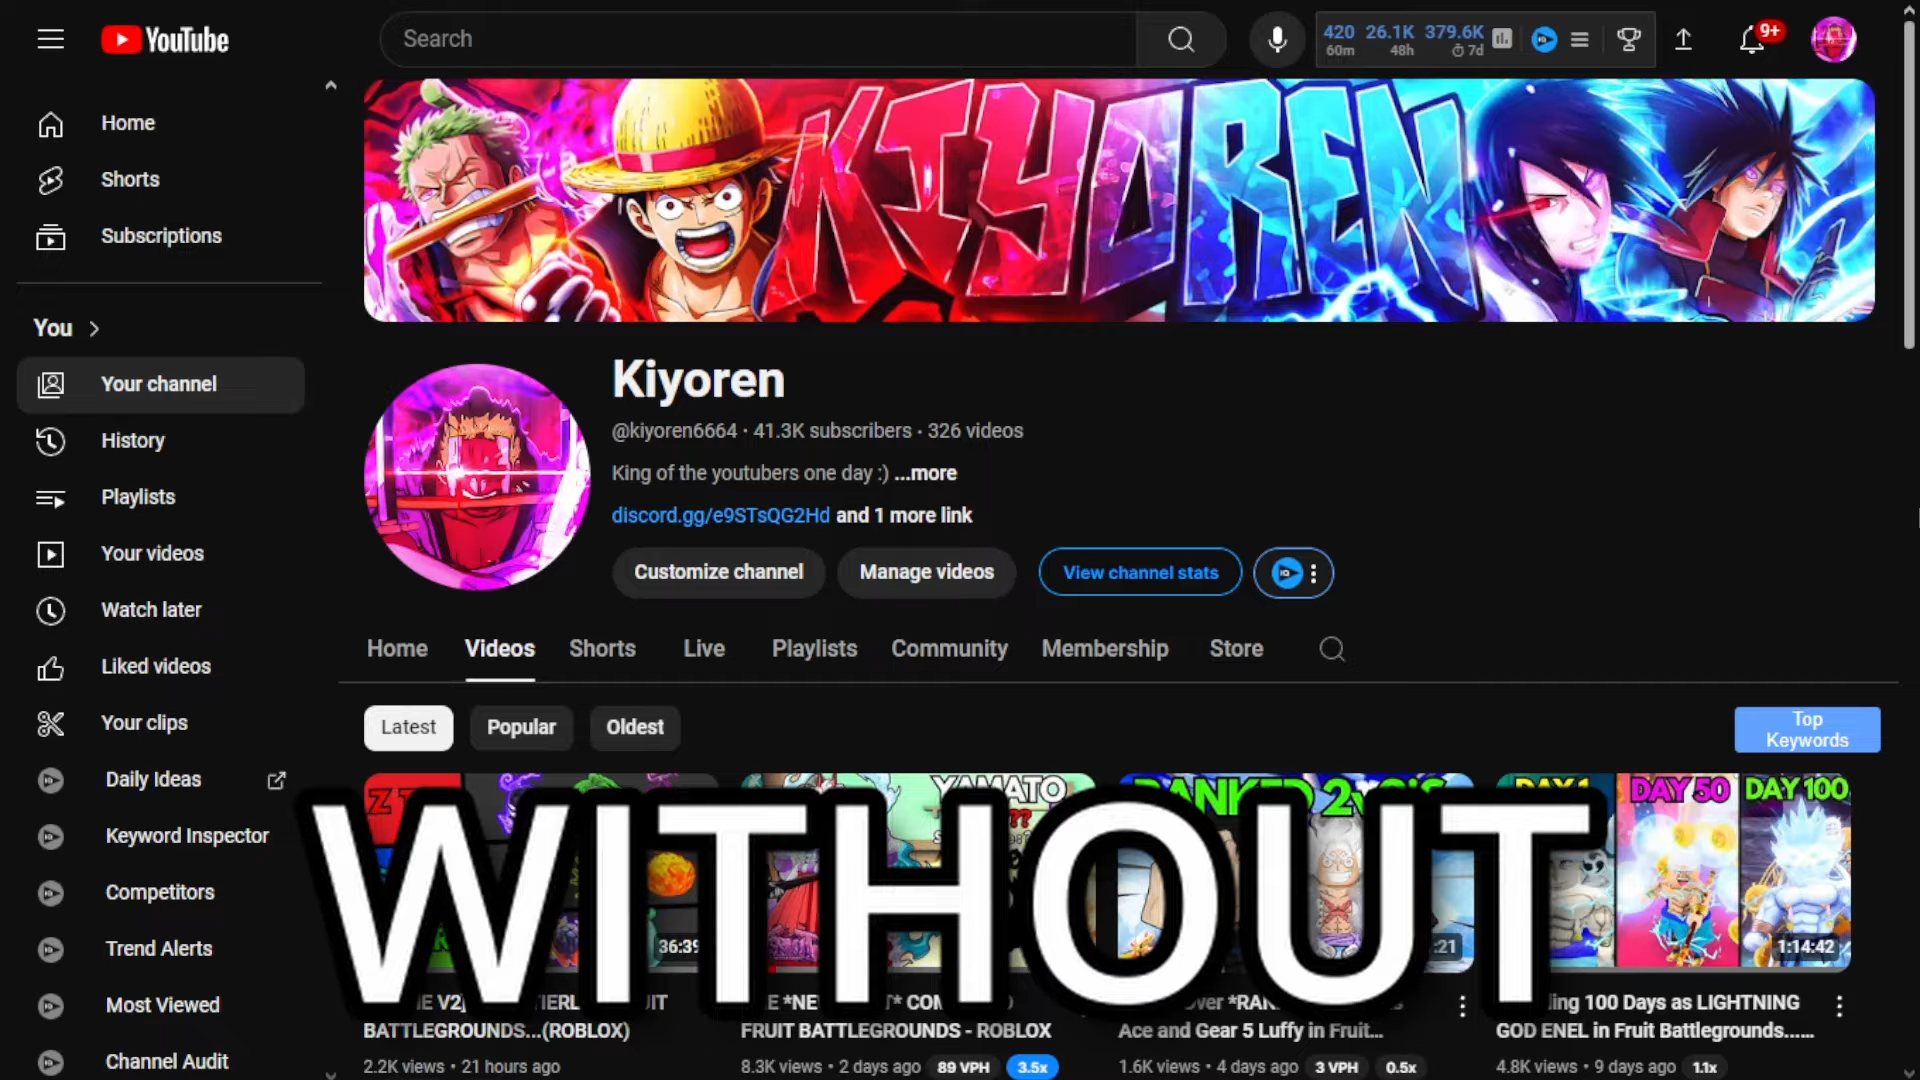 YouTube
Search
420 26.1K 379.6K
60m 48h 7d
9+
Home
Shorts
Subscriptions
You
Your channel
History
Playlists
Your videos
Watch later
Liked videos
Your clips
Daily Ideas
Keyword Inspector
Competitors
Trend Alerts
Most Viewed
Channel Audit
KIYOREN
Kiyoren
@kiyoren6664 · 41.3K subscribers · 326 videos
King of the youtubers one day :) ...more
discord.gg/e9STsQG2Hd and 1 more link
Customize channel Manage videos View channel stats
Home Videos Shorts Live Playlists Community Membership Store
Latest Popular Oldest
Top
Keywords
YAMATO
RANKED 2v2'S
DAY 1 DAY 50 DAY 100
WITHOUT
36:39
:21
1:14:42
V2]
BATTLEGROUNDS...(ROBLOX)
2.2K views · 21 hours ago
FRUIT BATTLEGROUNDS - ROBLOX
8.3K views · 2 days ago 89 VPH 3.5x
Ace and Gear 5 Luffy in Fruit...
1.6K views · 4 days ago 3 VPH 0.5x
100 Days as LIGHTNING
GOD ENEL in Fruit Battlegrounds......
4.8K views · 9 days ago 1.1x